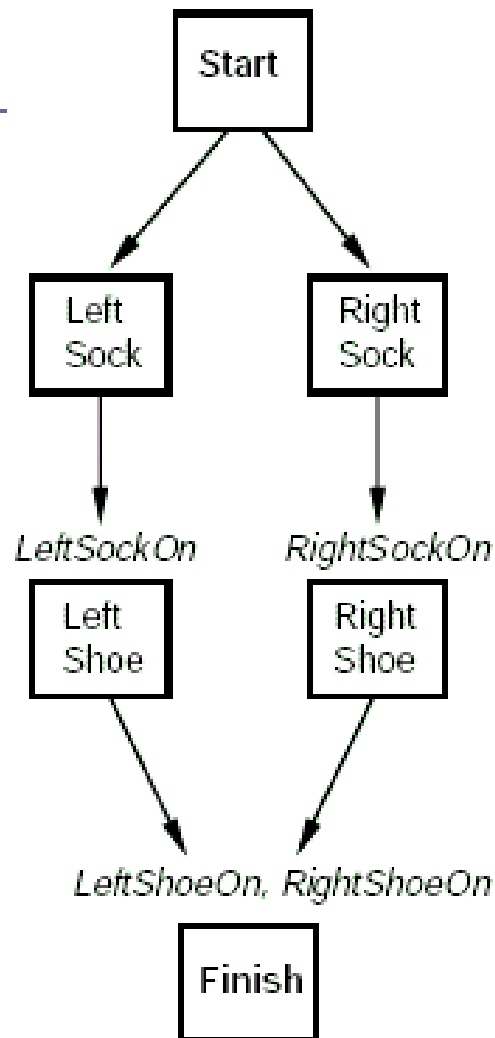 Start
Left
Sock
Right
Sock
LeftSockOn
RightSockOn
Left
Shoe
Right
Shoe
LeftShoeOn, RightShoeOn
Finish